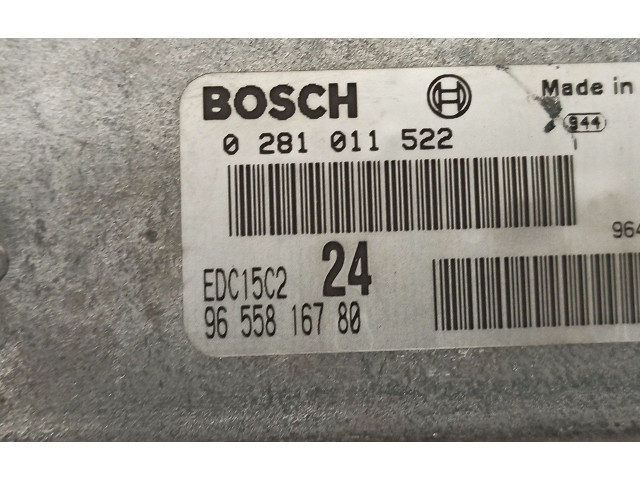 BOSCH
Made in
944
0 281 011 522
964
EDC15C2 24
96 558 167 80